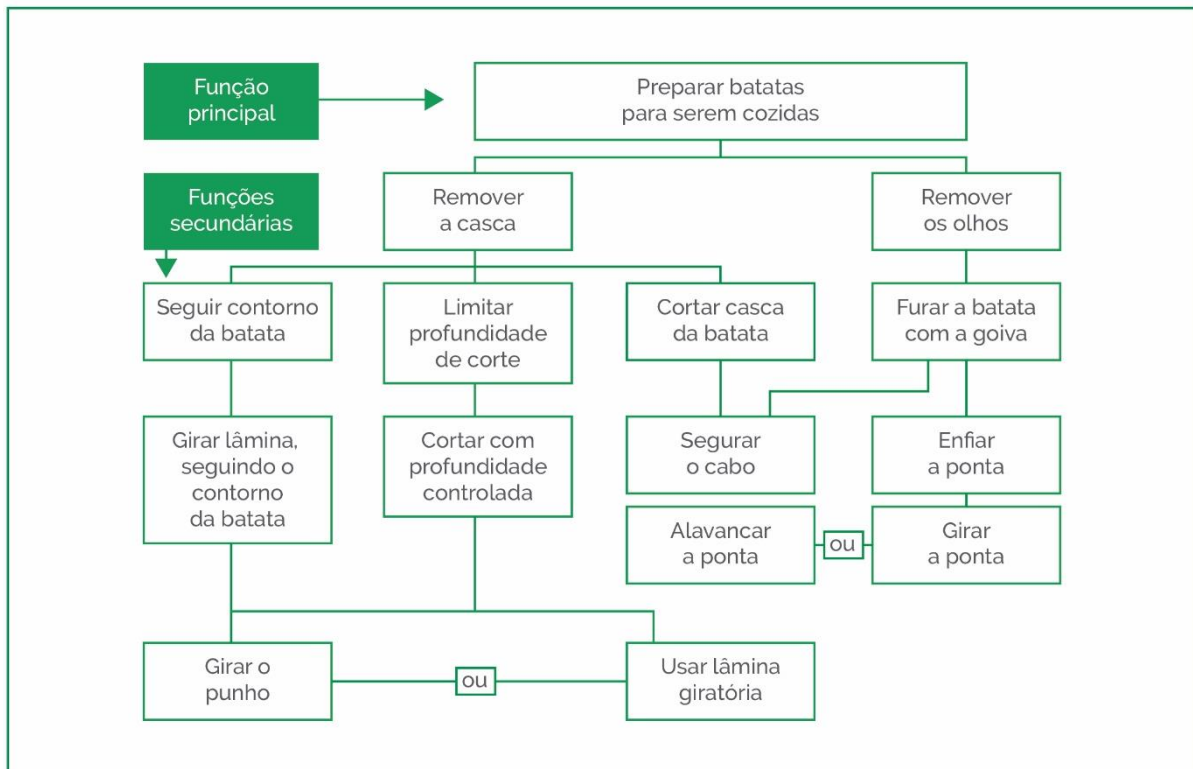 Função
principal
Preparar batatas
para serem cozidas
Funções
secundárias
Remover
a casca
Remover
os olhos
Seguir contorno
da batata
Limitar
profundidade
de corte
Cortar casca
da batata
Furar a batata
com a goiva
Girar lâmina,
seguindo o
contorno
da batata
Cortar com
profundidade
controlada
Segurar
o cabo
Enfiar
a ponta
Alavancar
a ponta
ou
Girar
a ponta
Girar o
punho
ou
Usar lâmina
giratória